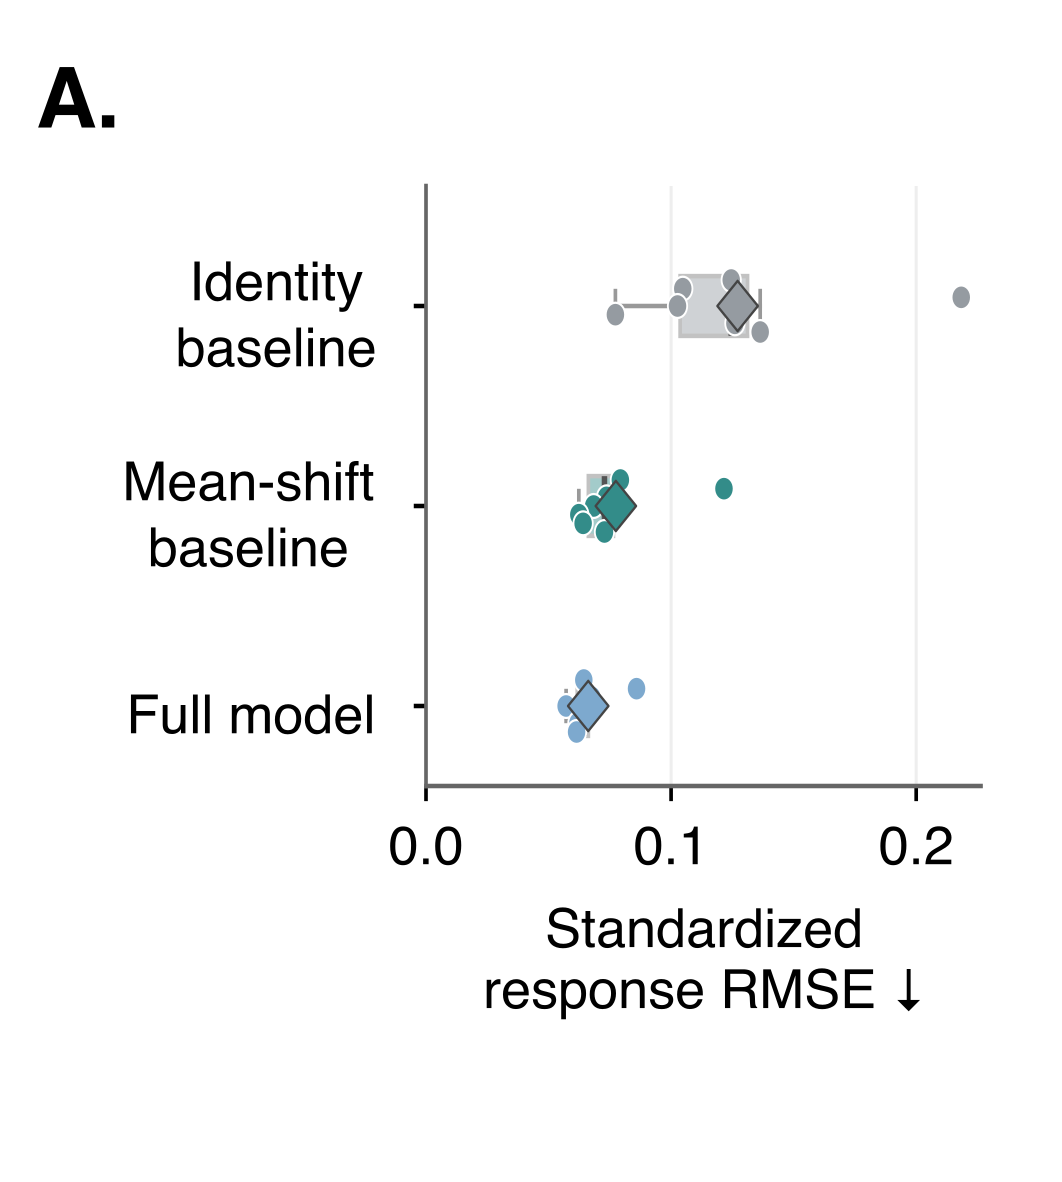 A.
Identity
baseline
Mean-shift
baseline
Full model
0.0
0.1
0.2
Standardized
response RMSE ↓